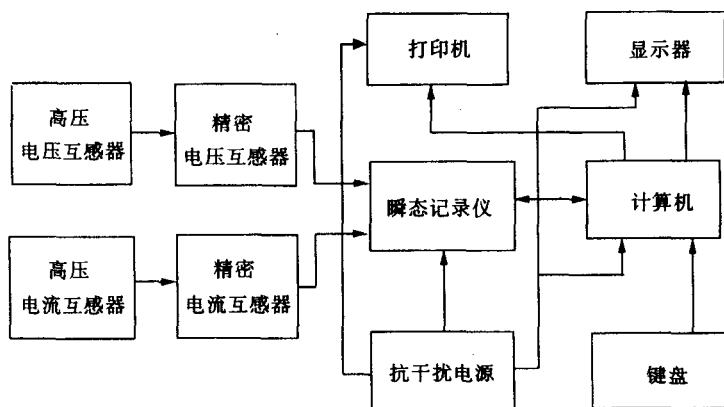 打印机
显示器
高压
电压互感器
精密
电压互感器
瞬态记录仪
计算机
高压
电流互感器
精密
电流互感器
抗干扰电源
键盘